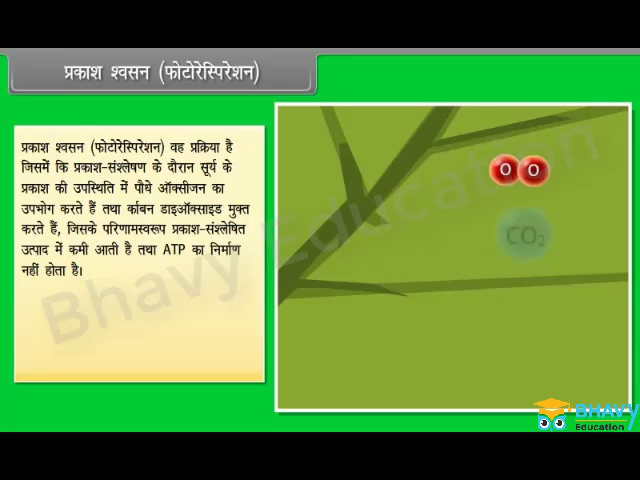 प्रकाश श्वसन (फोटोरेस्पिरेशन)
प्रकाश श्वसन (फोटोरेस्पिरेशन) वह प्रक्रिया है
जिसमें कि प्रकाश-संश्लेषण के दौरान सूर्य के
प्रकाश की उपस्थिति में पौधे ऑक्सीजन का
उपभोग करते हैं तथा कार्बन डाइऑक्साइड मुक्त
करते हैं, जिसके परिणामस्वरूप प्रकाश-संश्लेषित
उत्पाद में कमी आती है तथा ATP का निर्माण
नहीं होता है।
O O
CO₂
Bhavy Education
BHAVY
Education